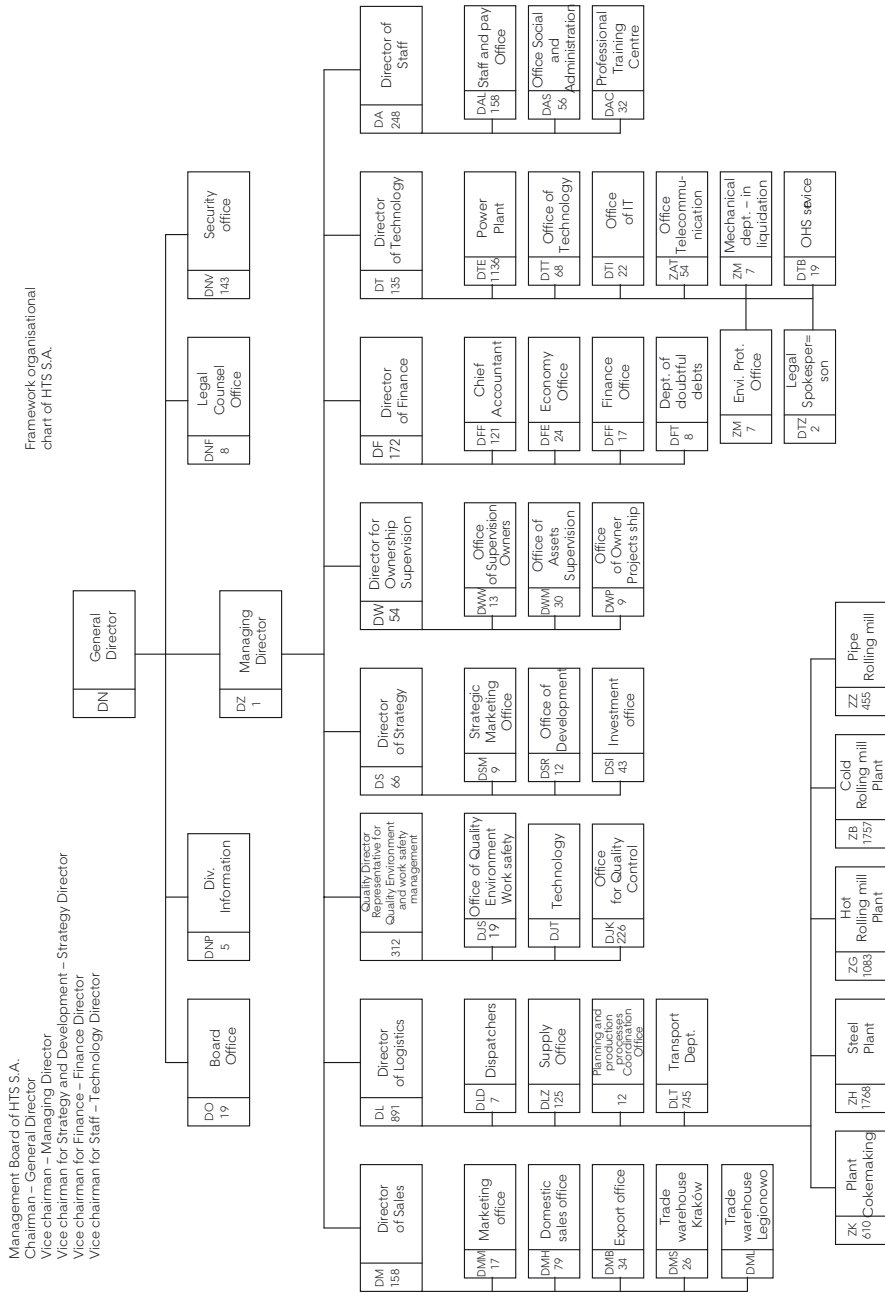 Management Board of HTS S.A.
Chairman – General Director
Vice chairman – Managing Director
Vice chairman for Strategy and Development – Strategy Director
Vice chairman for Finance – Finance Director
Vice chairman for Staff – Technology Director
Framework organisational
chart of HTS S.A.
DN
General
Director
DO
19
Board
Office
DNP
5
Div.
Information
DNF
8
Legal
Counsel
Office
DNV
143
Security
office
DZ
1
Managing
Director
DM
158
Director
of Sales
DL
891
Director
of Logistics
312
Quality Director
Representative for
Quality Environment
and work safety
management
DS
66
Director
of Strategy
DW
54
Director for
Ownership
Supervision
DF
172
Director
of Finance
DT
135
Director
of Technology
DA
248
Director of
Staff
DMM
17
Marketing
office
DMH
79
Domestic
sales office
DMB
34
Export office
DMS
26
Trade
warehouse
Kraków
DML
Trade
warehouse
Legionowo
DLD
7
Dispatchers
DLZ
125
Supply
Office
12
Planning and
production
processes
Coordination
Office
DLT
745
Transport
Dept.
DJS
19
Office of Quality
Environment
Work safety
DJT
Technology
DJK
226
Office
for Quality
Control
DSM
9
Strategic
Marketing
Office
DSR
12
Office of
Development
DSI
43
Investment
office
DWW
13
Office
of Supervision
Owners
DWM
30
Office of
Assets
Supervision
DWP
9
Office
of Owner
Projects ship
DFF
121
Chief
Accountant
DFE
24
Economy
Office
DFF
17
Finance
Office
DFT
8
Dept. of
doubtful
debts
DTE
1136
Power
Plant
DTT
68
Office of
Technology
DTI
22
Office
of IT
ZAT
54
Office
Telecommu-
nication
ZM
7
Mechanical
dept. – in
liquidation
DTB
19
OHS sevice
ZM
7
Envi. Prot.
Office
DTZ
2
Legal
Spokesper=
son
DAL
158
Staff and pay
Office
DAS
56
Office Social
and
Administration
DAC
32
Professional
Training
Centre
ZK
610
Plant
Cokemaking
ZH
1768
Steel
Plant
ZG
1083
Hot
Rolling mill
Plant
ZB
1757
Cold
Rolling mill
Plant
ZZ
455
Pipe
Rolling mill